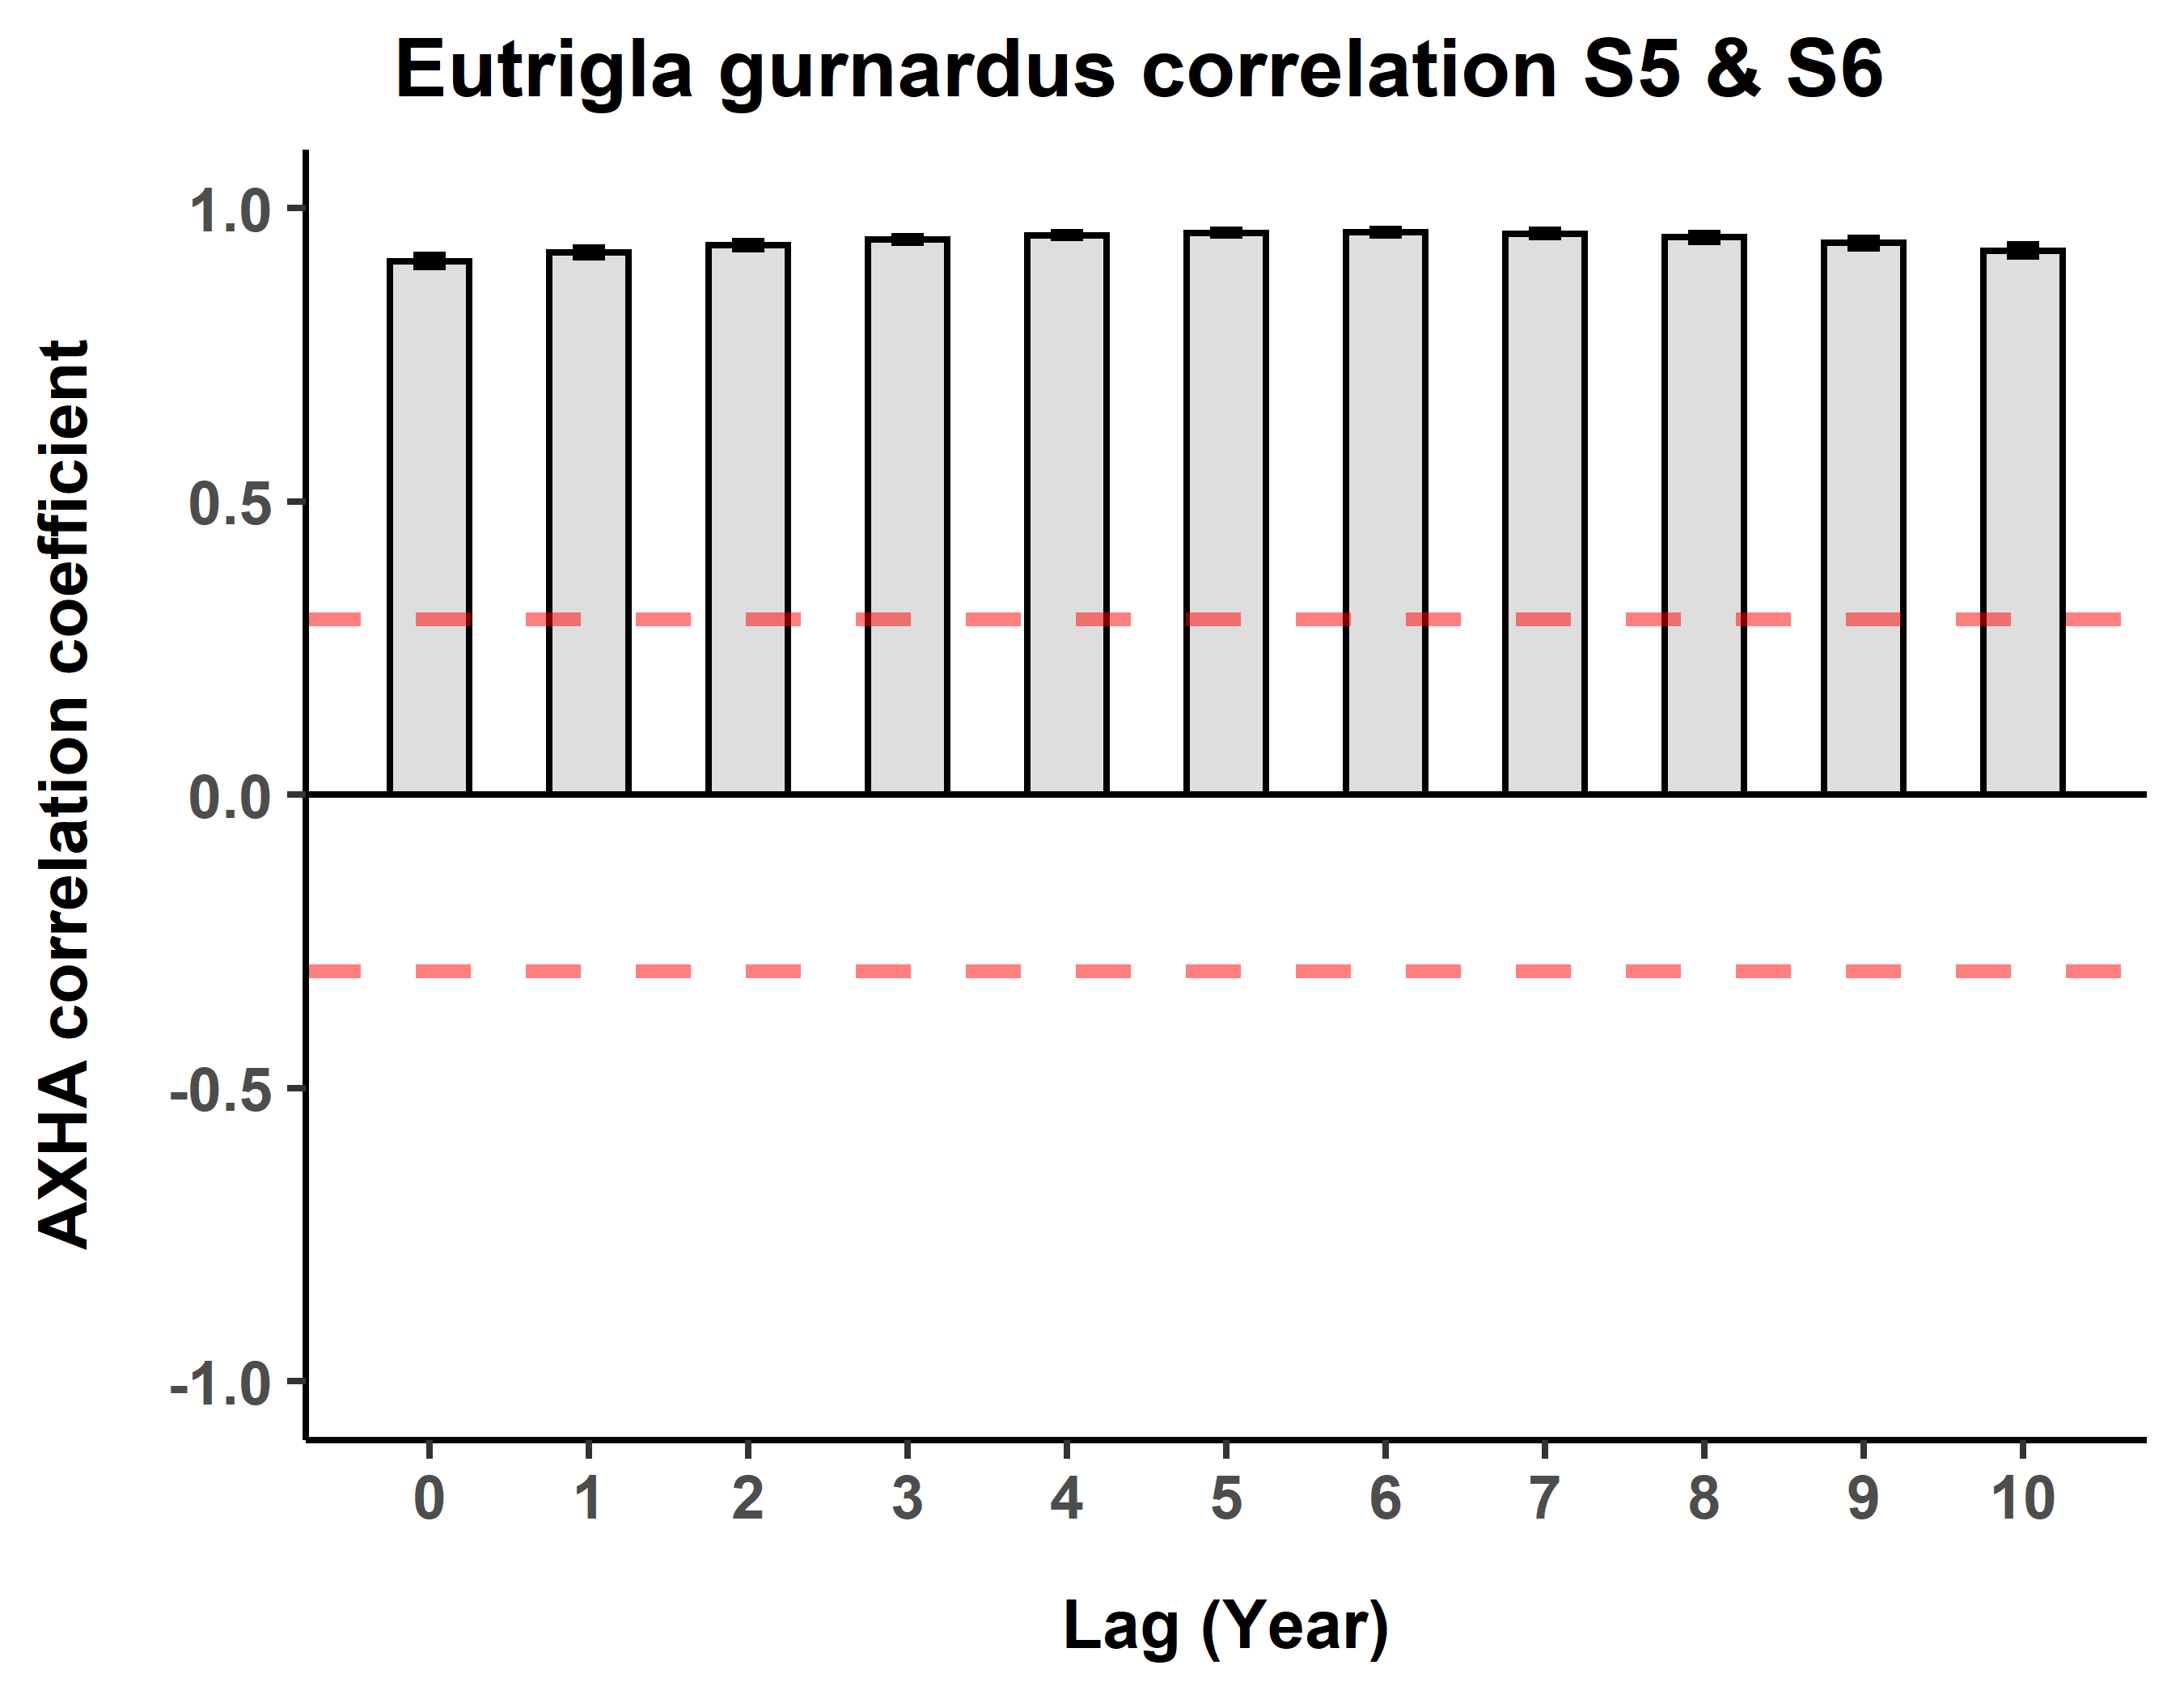 Eutrigla gurnardus correlation S5 & S6
AXHA correlation coefficient
1.0
0.5
0.0
-0.5
-1.0
0 1 2 3 4 5 6 7 8 9 10
Lag (Year)